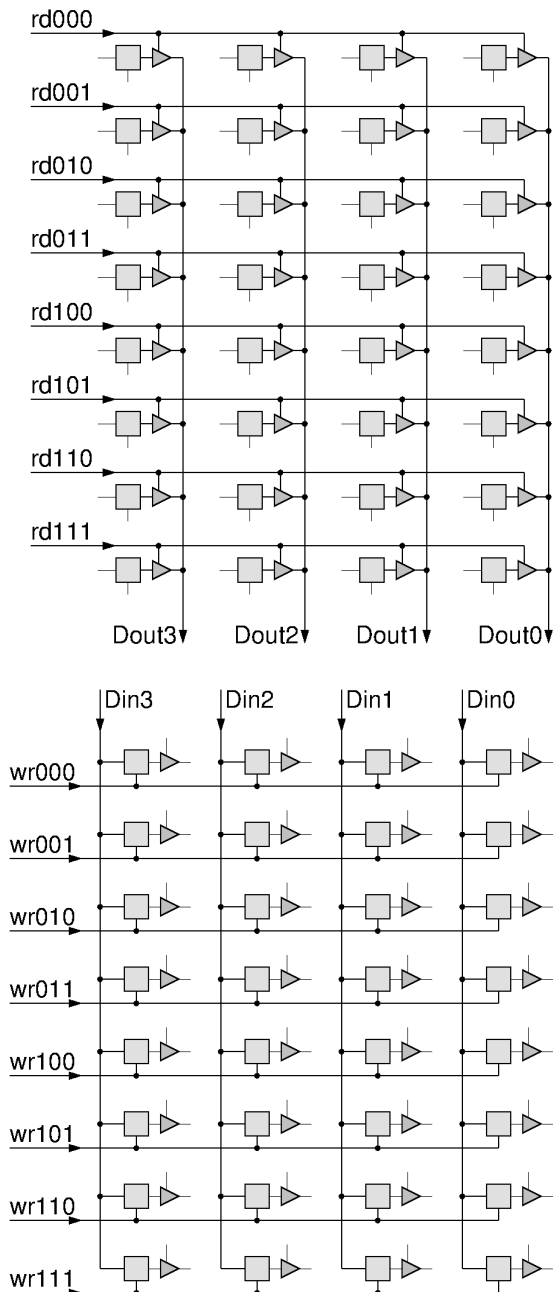 rd000
rd001
rd010
rd011
rd100
rd101
rd110
rd111
Dout3 Dout2 Dout1 Dout0
Din3 Din2 Din1 Din0
wr000
wr001
wr010
wr011
wr100
wr101
wr110
wr111